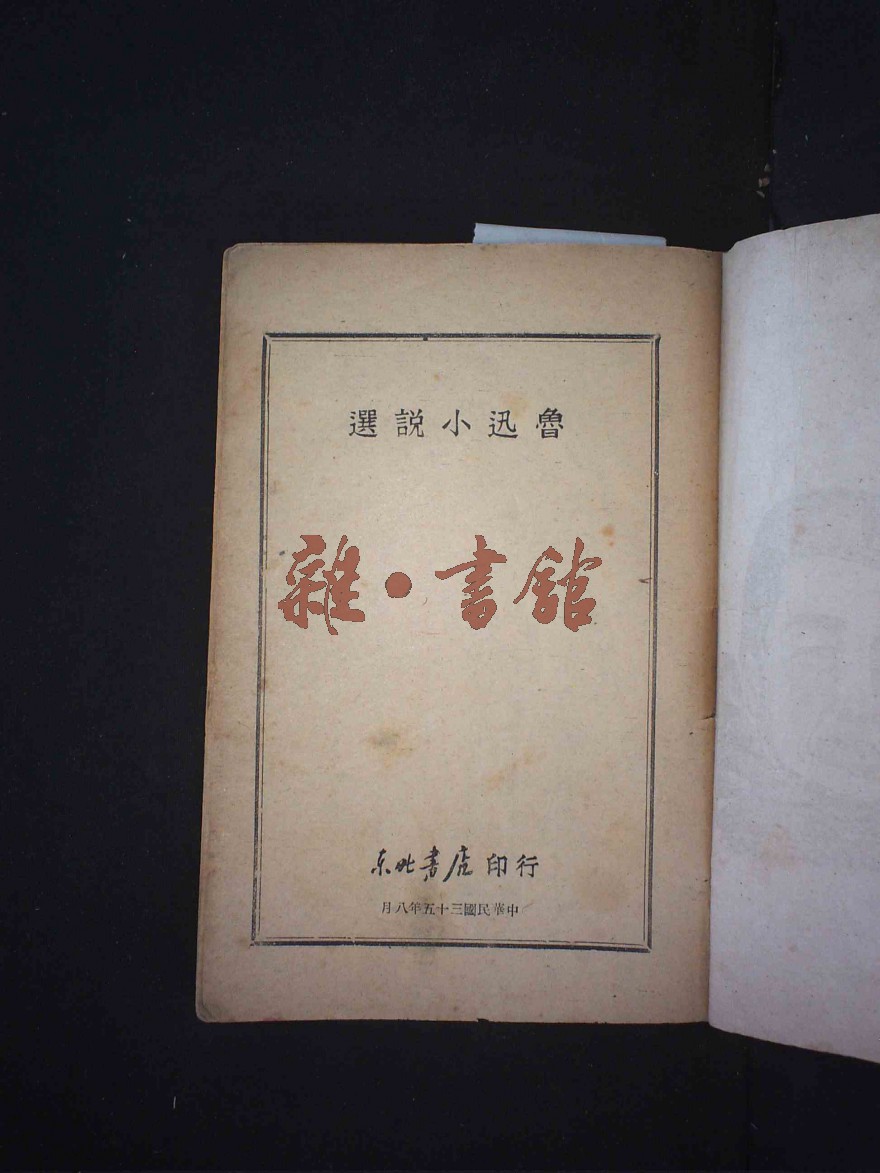 魯迅小說選
雜·書館
东北書店印行
中華民國三十五年八月